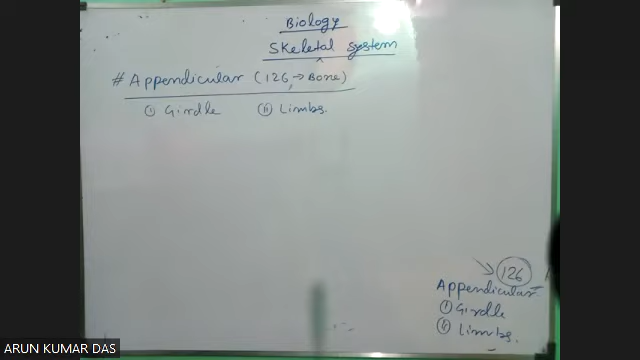 Biology
Skeletal system
# Appendicular (126 → Bone)
(i) Girdle (ii) Limbs.
126
Appendicular
(i) Girdle
(ii) Limbs.
ARUN KUMAR DAS